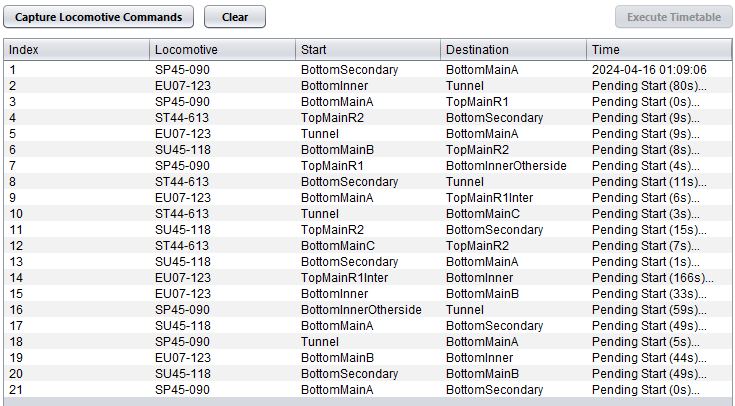 Capture Locomotive Commands Clear Execute Timetable
Index Locomotive Start Destination Time
1 SP45-090 BottomSecondary BottomMainA 2024-04-16 01:09:06
2 EU07-123 BottomInner Tunnel Pending Start (80s)...
3 SP45-090 BottomMainA TopMainR1 Pending Start (0s)...
4 ST44-613 TopMainR2 BottomSecondary Pending Start (9s)...
5 EU07-123 Tunnel BottomMainA Pending Start (9s)...
6 SU45-118 BottomMainB TopMainR2 Pending Start (8s)...
7 SP45-090 TopMainR1 BottomInnerOtherside Pending Start (4s)...
8 ST44-613 BottomSecondary Tunnel Pending Start (11s)...
9 EU07-123 BottomMainA TopMainR1Inter Pending Start (6s)...
10 ST44-613 Tunnel BottomMainC Pending Start (3s)...
11 SU45-118 TopMainR2 BottomSecondary Pending Start (15s)...
12 ST44-613 BottomMainC TopMainR2 Pending Start (7s)...
13 SU45-118 BottomSecondary BottomMainA Pending Start (1s)...
14 EU07-123 TopMainR1Inter BottomInner Pending Start (166s)...
15 EU07-123 BottomInner BottomMainB Pending Start (33s)...
16 SP45-090 BottomInnerOtherside Tunnel Pending Start (59s)...
17 SU45-118 BottomMainA BottomSecondary Pending Start (49s)...
18 SP45-090 Tunnel BottomMainA Pending Start (5s)...
19 EU07-123 BottomMainB BottomInner Pending Start (44s)...
20 SU45-118 BottomSecondary BottomMainB Pending Start (49s)...
21 SP45-090 BottomMainA BottomSecondary Pending Start (0s)...